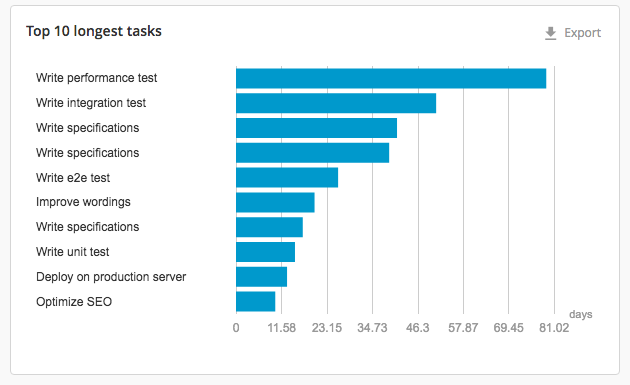 Top 10 longest tasks
Export
Write performance test
Write integration test
Write specifications
Write specifications
Write e2e test
Improve wordings
Write specifications
Write unit test
Deploy on production server
Optimize SEO
days
0 11.58 23.15 34.73 46.3 57.87 69.45 81.02